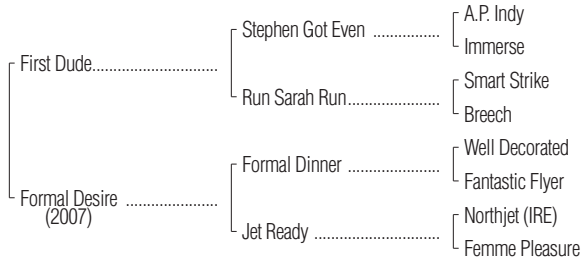 A.P. Indy
Stephen Got Even ..................
Immerse
First Dude.................................
Smart Strike
Run Sarah Run........................
Breech
Well Decorated
Formal Dinner ........................
Fantastic Flyer
Formal Desire ........................
(2007)
Northjet (IRE)
Jet Ready ................................
Femme Pleasure